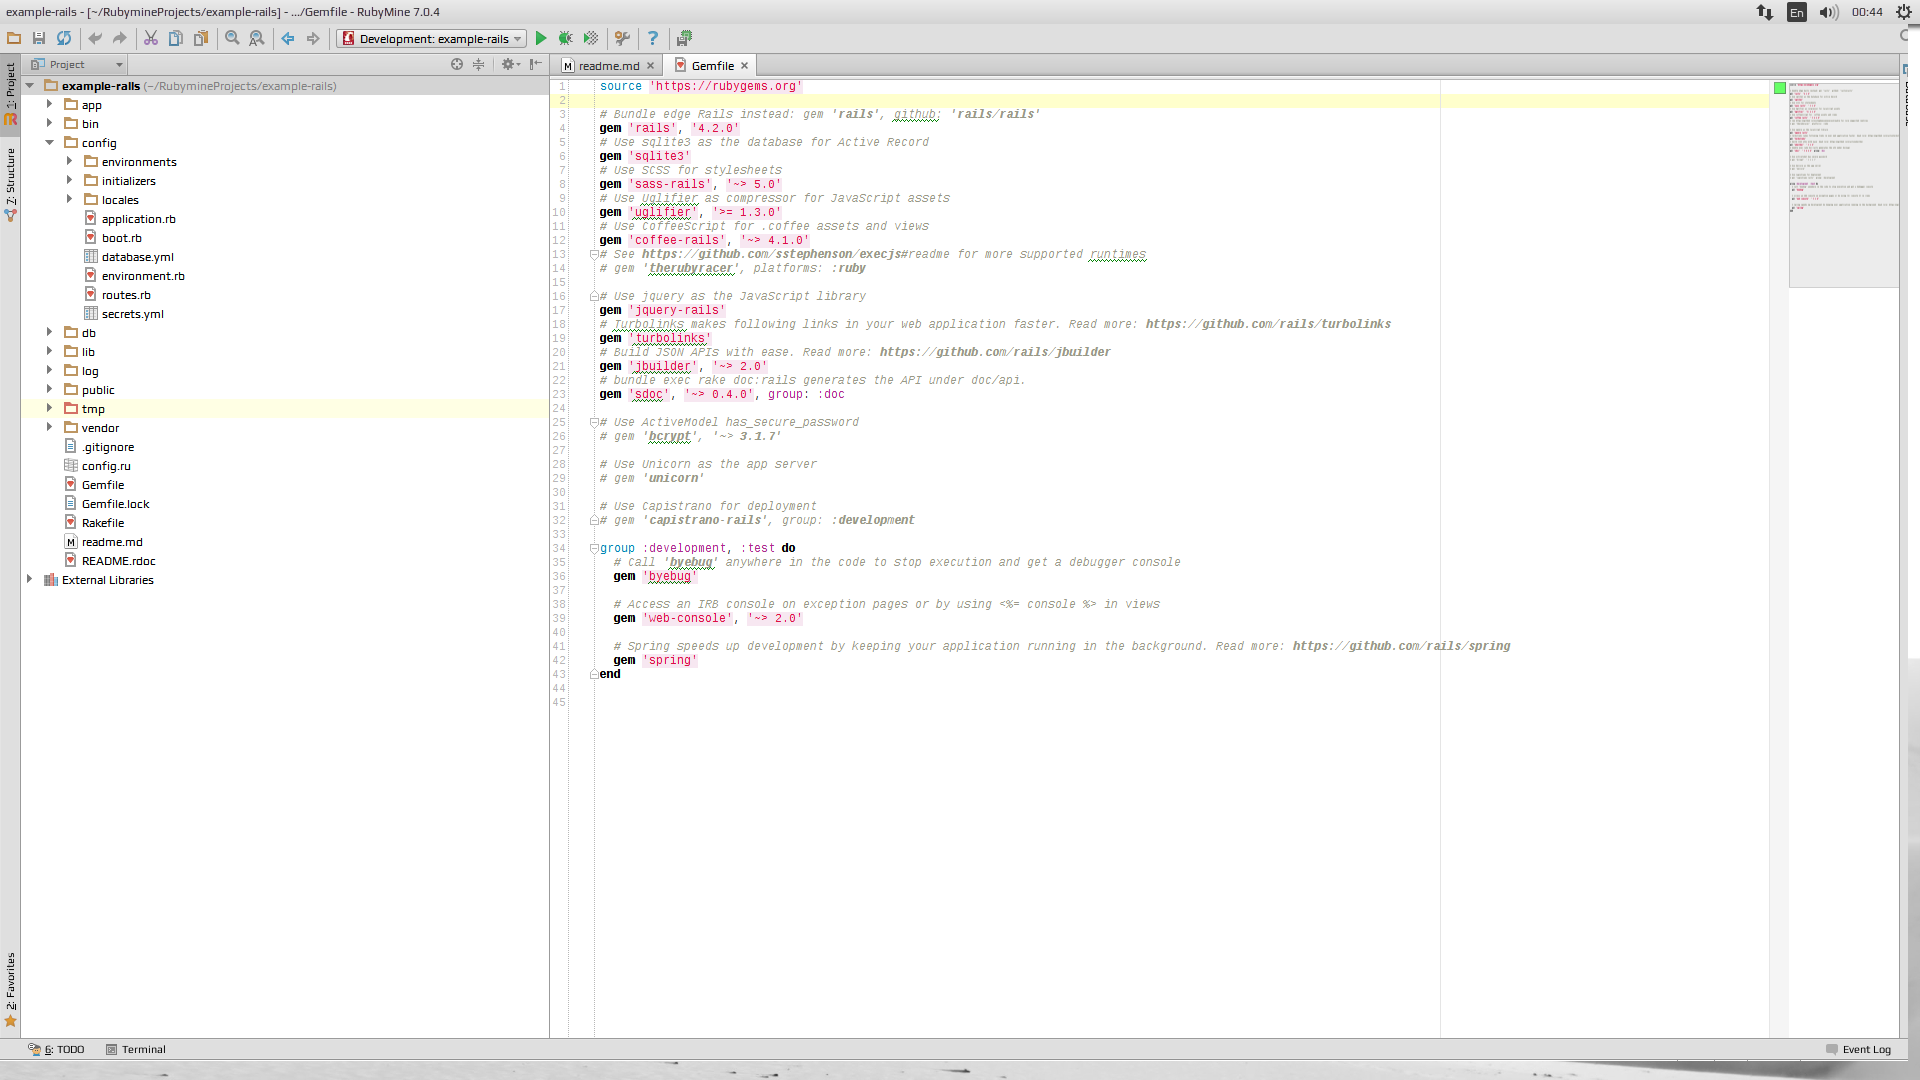 example-rails - [~/RubymineProjects/example-rails] - .../Gemfile - RubyMine 7.0.4
En
00:44
Development: example-rails
1: Project
7: Structure
2: Favorites
Project
example-rails (~/RubymineProjects/example-rails)
app
bin
config
environments
initializers
locales
application.rb
boot.rb
database.yml
environment.rb
routes.rb
secrets.yml
db
lib
log
public
tmp
vendor
.gitignore
config.ru
Gemfile
Gemfile.lock
Rakefile
readme.md
README.rdoc
External Libraries
readme.md
Gemfile
1 source 'https://rubygems.org'
2
3 # Bundle edge Rails instead: gem 'rails', github: 'rails/rails'
4 gem 'rails', '4.2.0'
5 # Use sqlite3 as the database for Active Record
6 gem 'sqlite3'
7 # Use SCSS for stylesheets
8 gem 'sass-rails', '~> 5.0'
9 # Use Uglifier as compressor for JavaScript assets
10 gem 'uglifier', '>= 1.3.0'
11 # Use CoffeeScript for .coffee assets and views
12 gem 'coffee-rails', '~> 4.1.0'
13 # See https://github.com/sstephenson/execjs#readme for more supported runtimes
14 # gem 'therubyracer', platforms: :ruby
15
16 # Use jquery as the JavaScript library
17 gem 'jquery-rails'
18 # Turbolinks makes following links in your web application faster. Read more: https://github.com/rails/turbolinks
19 gem 'turbolinks'
20 # Build JSON APIs with ease. Read more: https://github.com/rails/jbuilder
21 gem 'jbuilder', '~> 2.0'
22 # bundle exec rake doc:rails generates the API under doc/api.
23 gem 'sdoc', '~> 0.4.0', group: :doc
24
25 # Use ActiveModel has_secure_password
26 # gem 'bcrypt', '~> 3.1.7'
27
28 # Use Unicorn as the app server
29 # gem 'unicorn'
30
31 # Use Capistrano for deployment
32 # gem 'capistrano-rails', group: :development
33
34 group :development, :test do
35 # Call 'byebug' anywhere in the code to stop execution and get a debugger console
36 gem 'byebug'
37
38 # Access an IRB console on exception pages or by using <%= console %> in views
39 gem 'web-console', '~> 2.0'
40
41 # Spring speeds up development by keeping your application running in the background. Read more: https://github.com/rails/spring
42 gem 'spring'
43 end
44
45
6: TODO
Terminal
Event Log